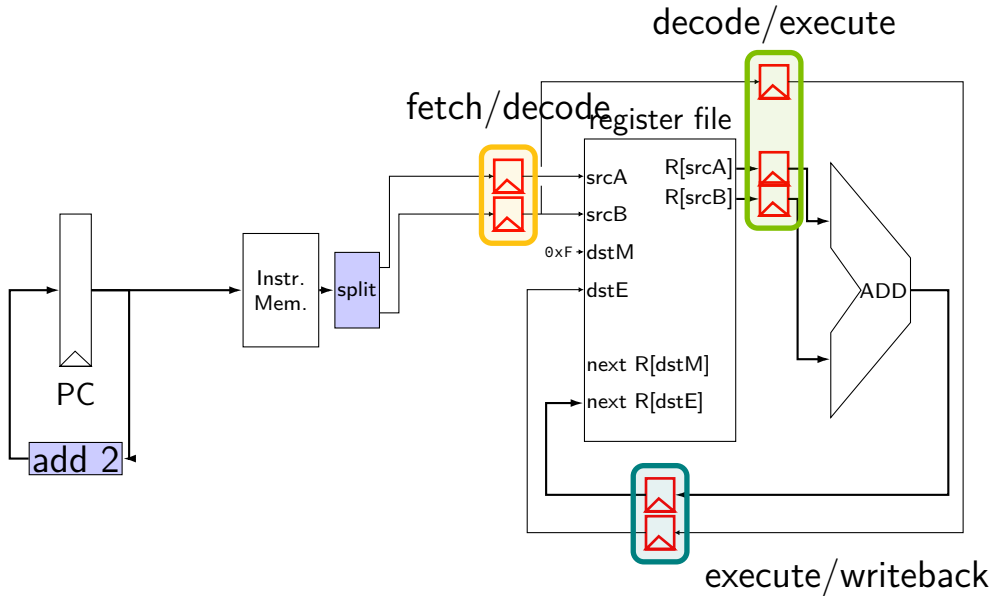 decode/execute
fetch/decode
register file
srcA
R[srcA]
srcB
R[srcB]
0xF
dstM
dstE
Instr.
Mem.
split
ADD
PC
next R[dstM]
next R[dstE]
add 2
execute/writeback